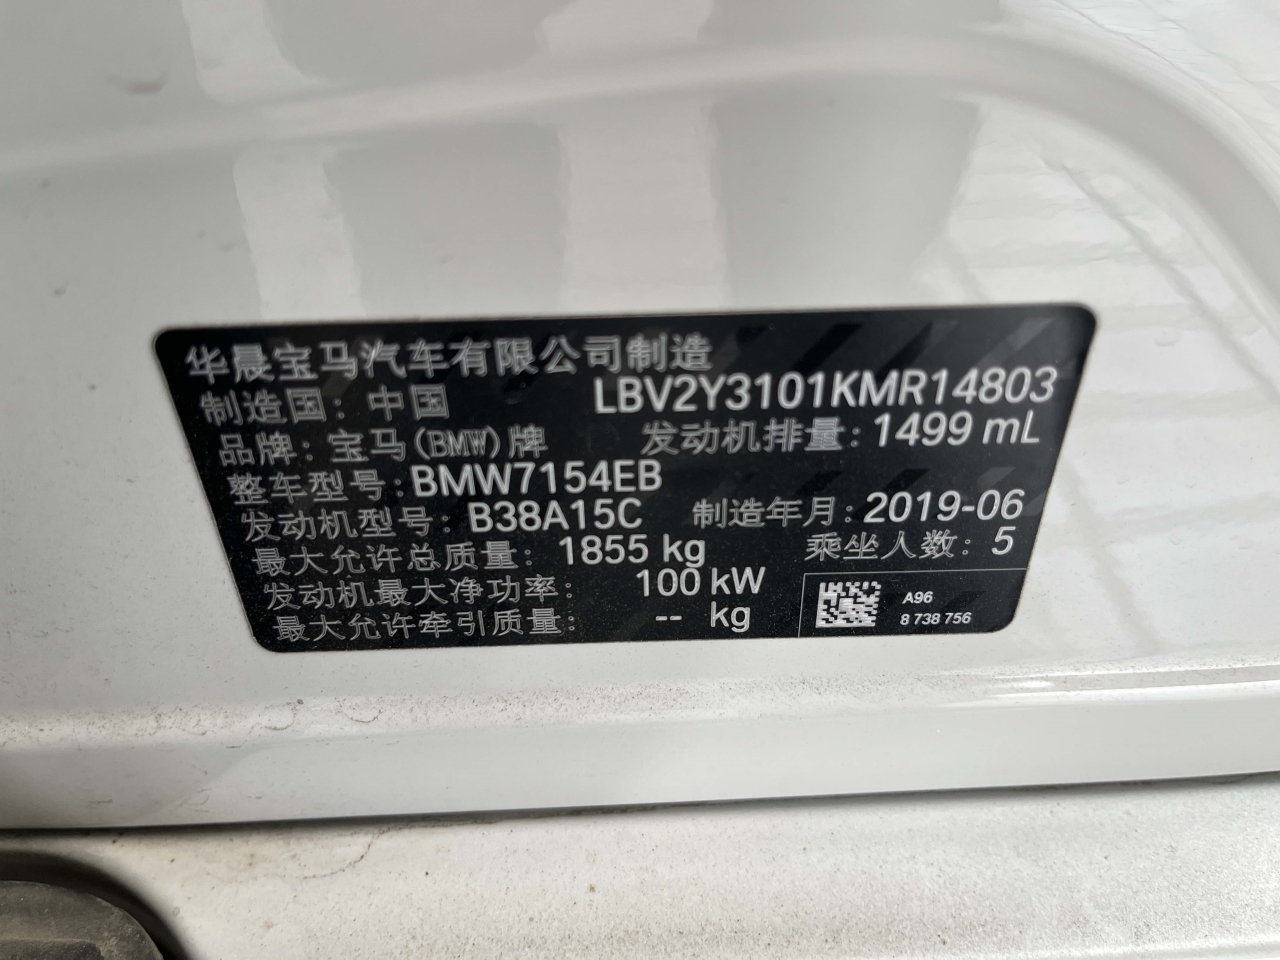 华晨宝马汽车有限公司制造
制造国：中国 LBV2Y3101KMR14803
品牌：宝马(BMW)牌 发动机排量：1499 mL
整车型号：BMW7154EB
发动机型号：B38A15C 制造年月：2019-06
最大允许总质量：1855 kg 乘坐人数：5
发动机最大净功率：100 kW
最大允许牵引质量：-- kg
A96
8 738 756